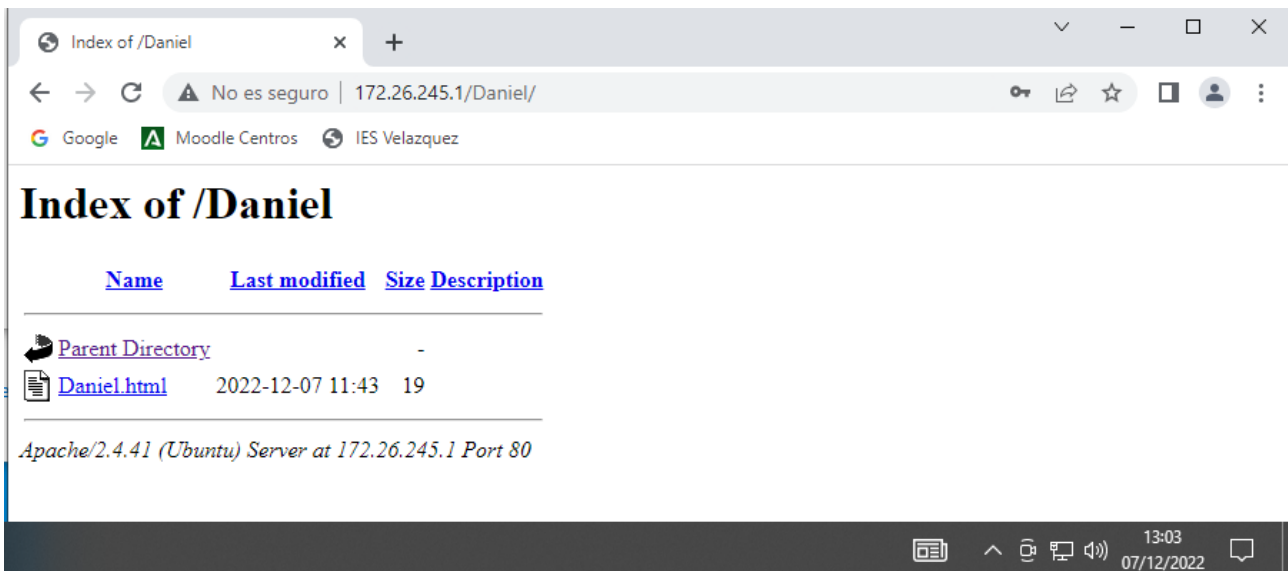 Index of /Daniel
No es seguro | 172.26.245.1/Daniel/
Google Moodle Centros IES Velazquez
Index of /Daniel
Name Last modified Size Description
Parent Directory -
Daniel.html 2022-12-07 11:43 19
Apache/2.4.41 (Ubuntu) Server at 172.26.245.1 Port 80
13:03
07/12/2022